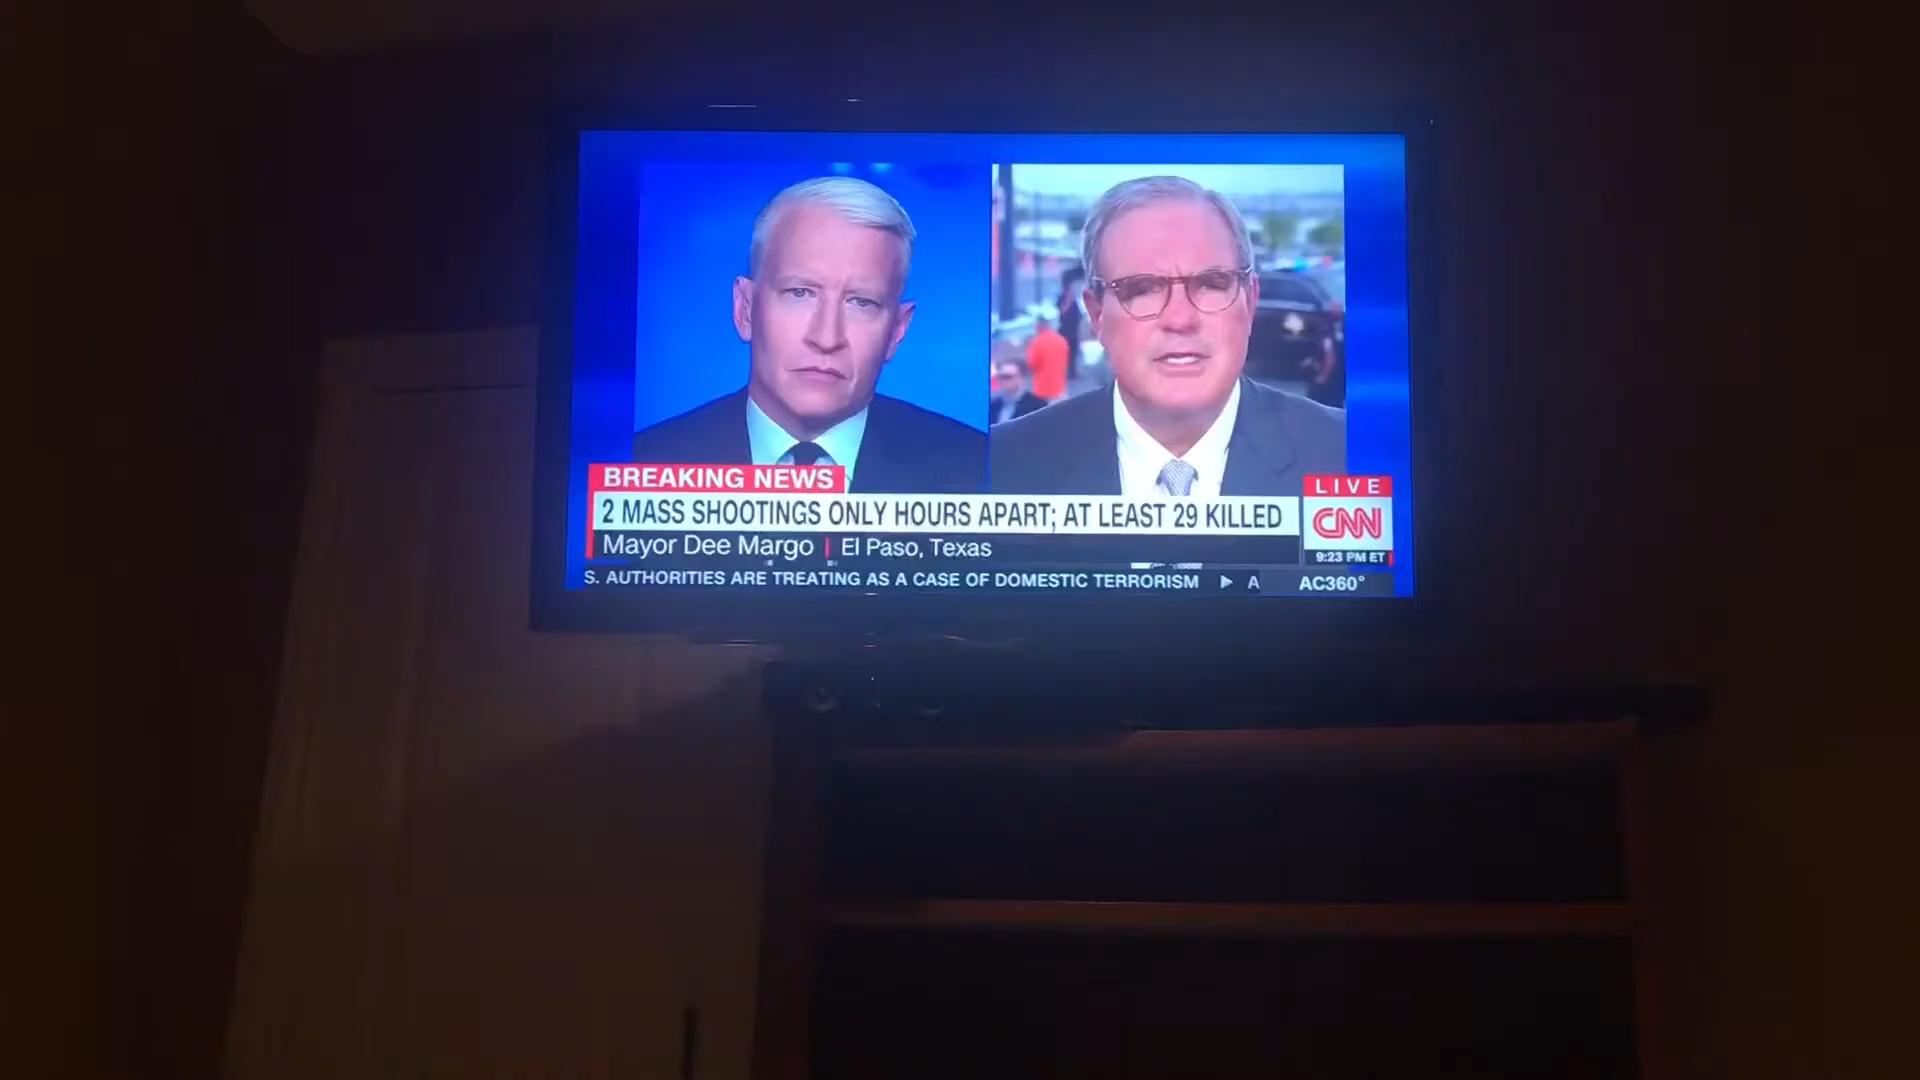 BREAKING NEWS
2 MASS SHOOTINGS ONLY HOURS APART; AT LEAST 29 KILLED
Mayor Dee Margo | El Paso, Texas
LIVE
CNN
9:23 PM ET
S. AUTHORITIES ARE TREATING AS A CASE OF DOMESTIC TERRORISM ▶ A
AC360°